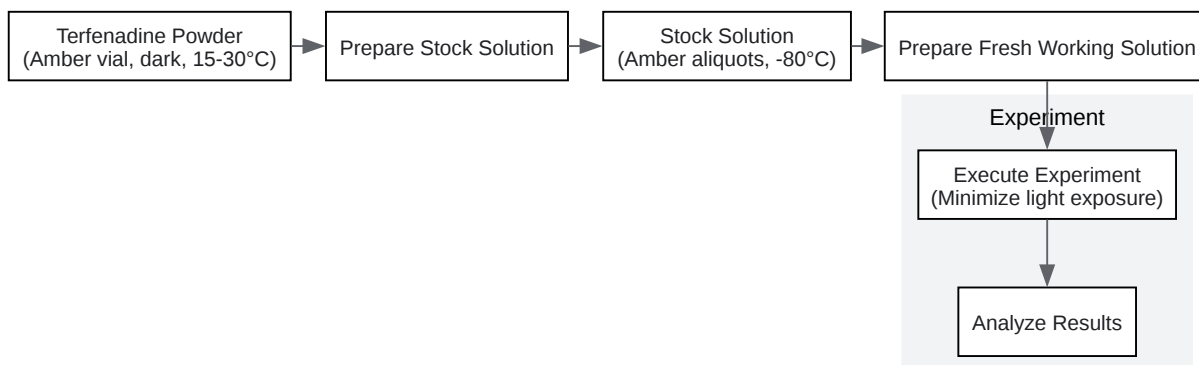 Terfenadine Powder
(Amber vial, dark, 15-30°C)
Prepare Stock Solution
Stock Solution
(Amber aliquots, -80°C)
Prepare Fresh Working Solution
Experiment
Execute Experiment
(Minimize light exposure)
Analyze Results